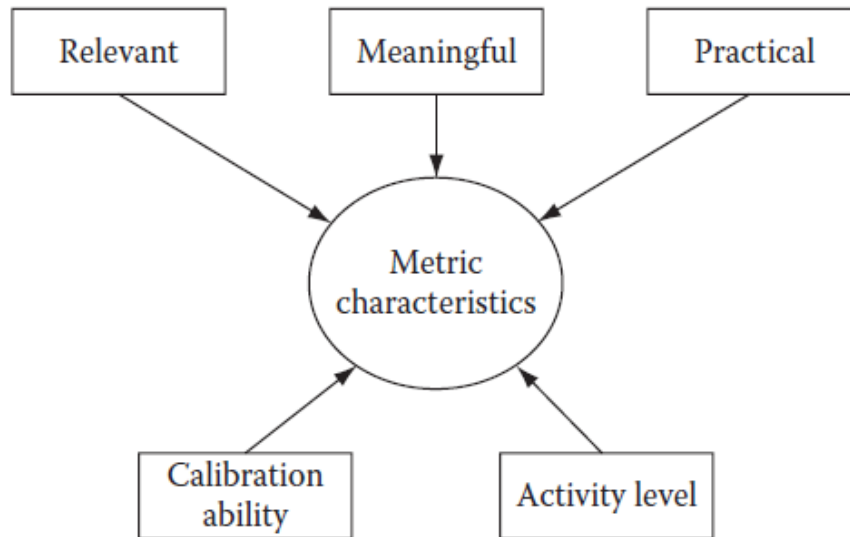 Relevant
Meaningful
Practical
Metric
characteristics
Calibration
ability
Activity level